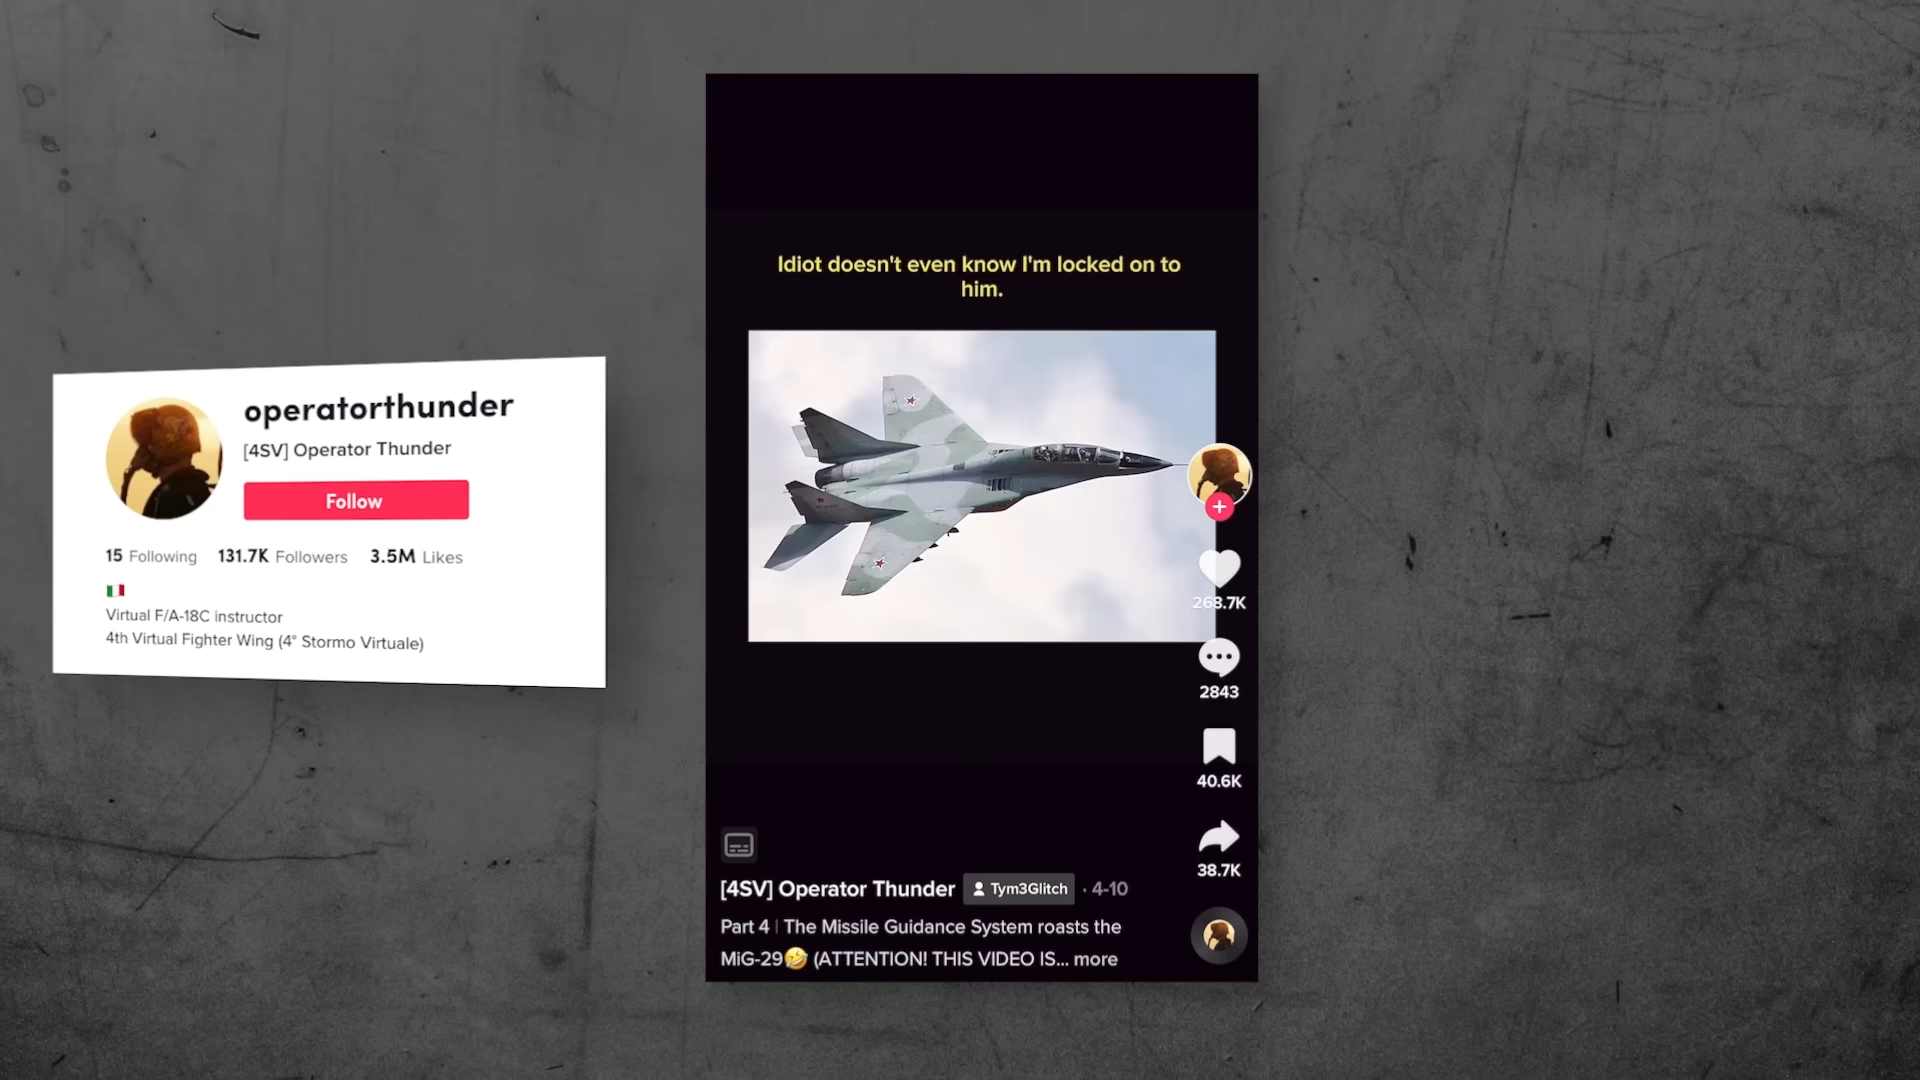 operatorthunder
[4SV] Operator Thunder
Follow
15 Following 131.7K Followers 3.5M Likes
Virtual F/A-18C instructor
4th Virtual Fighter Wing (4° Stormo Virtuale)
Idiot doesn't even know I'm locked on to
him.
268.7K
2843
40.6K
38.7K
[4SV] Operator Thunder Tym3Glitch · 4-10
Part 4 | The Missile Guidance System roasts the
MiG-29🤣 (ATTENTION! THIS VIDEO IS... more